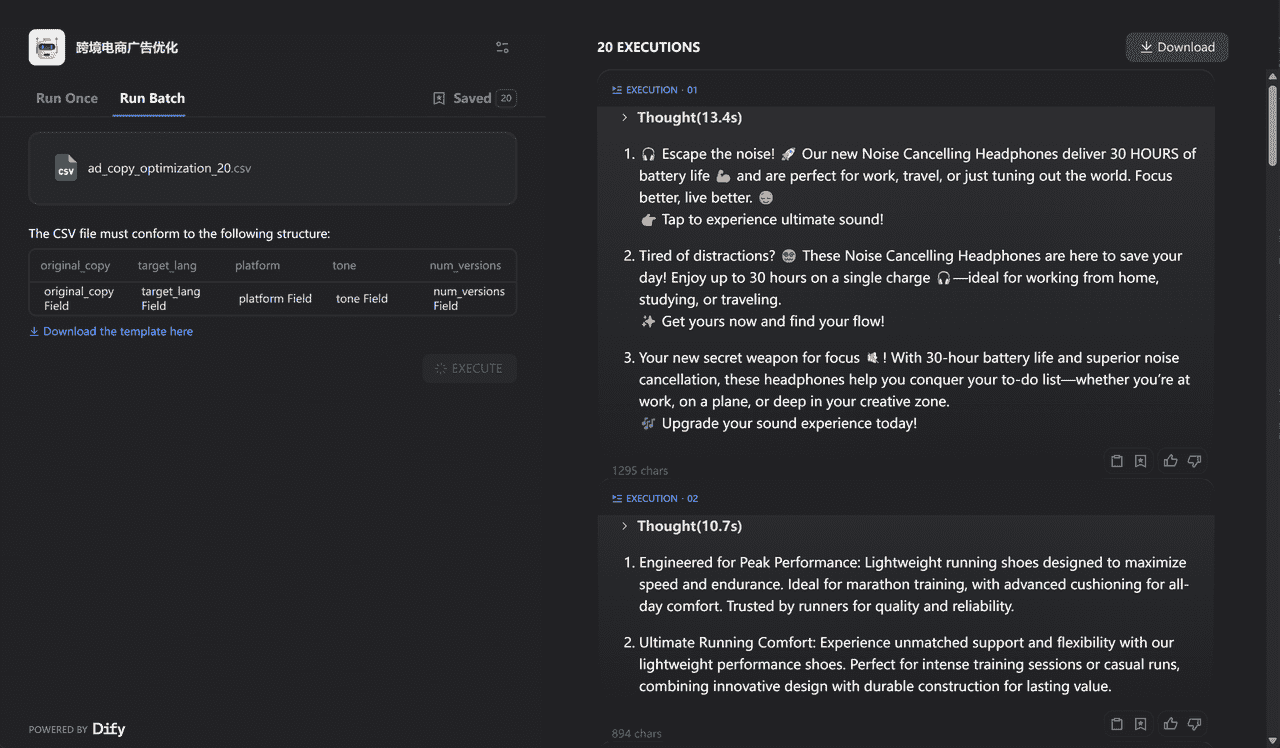 跨境电商广告优化
Run Once
Run Batch
Saved 20
CSV
ad_copy_optimization_20.csv
The CSV file must conform to the following structure:
original_copy target_lang platform tone num_versions
original_copy Field target_lang Field platform Field tone Field num_versions Field
Download the template here
EXECUTE
POWERED BY Dify
20 EXECUTIONS
Download
EXECUTION · 01
Thought(13.4s)
1. 🎧 Escape the noise! 🚀 Our new Noise Cancelling Headphones deliver 30 HOURS of
battery life 💪 and are perfect for work, travel, or just tuning out the world. Focus
better, live better.
👉 Tap to experience ultimate sound!
2. Tired of distractions? These Noise Cancelling Headphones are here to save your
day! Enjoy up to 30 hours on a single charge 🎧—ideal for working from home,
studying, or traveling.
✨ Get yours now and find your flow!
3. Your new secret weapon for focus 🔇! With 30-hour battery life and superior noise
cancellation, these headphones help you conquer your to-do list—whether you’re at
work, on a plane, or deep in your creative zone.
🎶 Upgrade your sound experience today!
1295 chars
EXECUTION · 02
Thought(10.7s)
1. Engineered for Peak Performance: Lightweight running shoes designed to maximize
speed and endurance. Ideal for marathon training, with advanced cushioning for all-
day comfort. Trusted by runners for quality and reliability.
2. Ultimate Running Comfort: Experience unmatched support and flexibility with our
lightweight performance shoes. Perfect for intense training sessions or casual runs,
combining innovative design with durable construction for lasting value.
894 chars